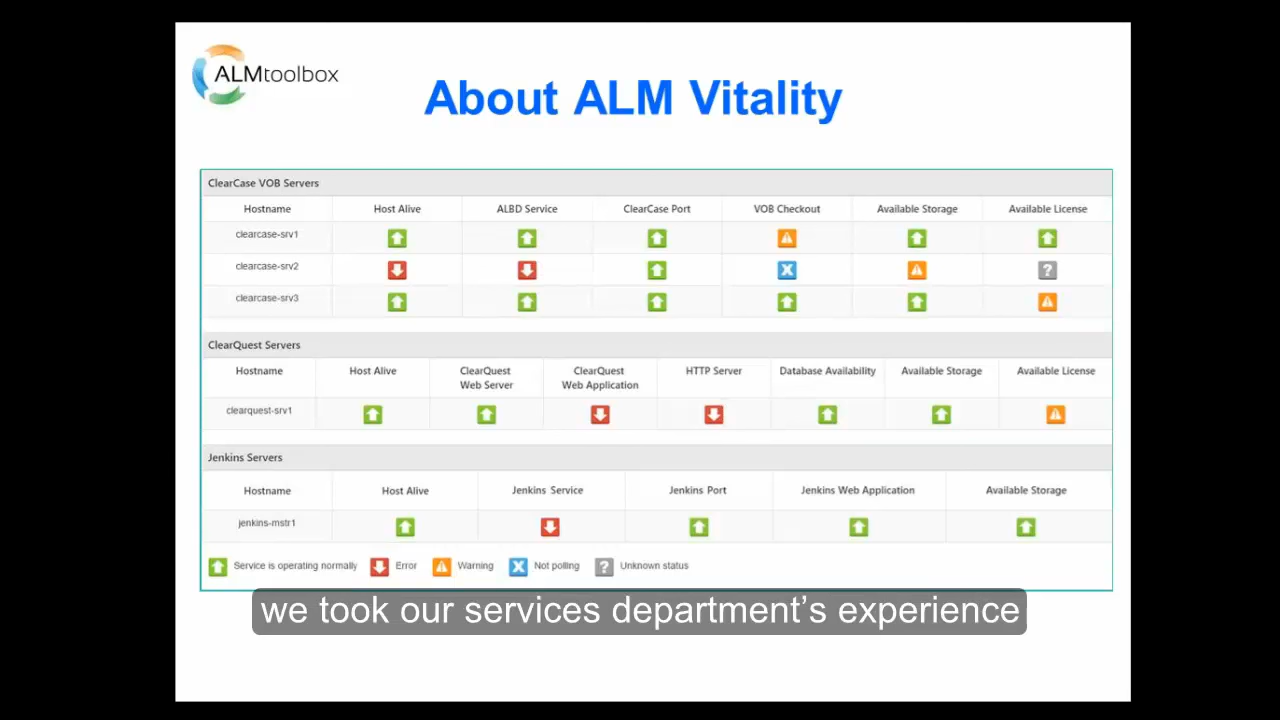 ALMtoolbox
About ALM Vitality
ClearCase VOB Servers
Hostname Host Alive ALBD Service ClearCase Port VOB Checkout Available Storage Available License
clearcase-srv1
clearcase-srv2
?
clearcase-srv3
ClearQuest Servers
Hostname Host Alive ClearQuest ClearQuest HTTP Server Database Availability Available Storage Available License
Web Server Web Application
clearquest-srv1
Jenkins Servers
Hostname Host Alive Jenkins Service Jenkins Port Jenkins Web Application Available Storage
jenkins-mstr1
Service is operating normally Error Warning Not polling ? Unknown status
we took our services department’s experience